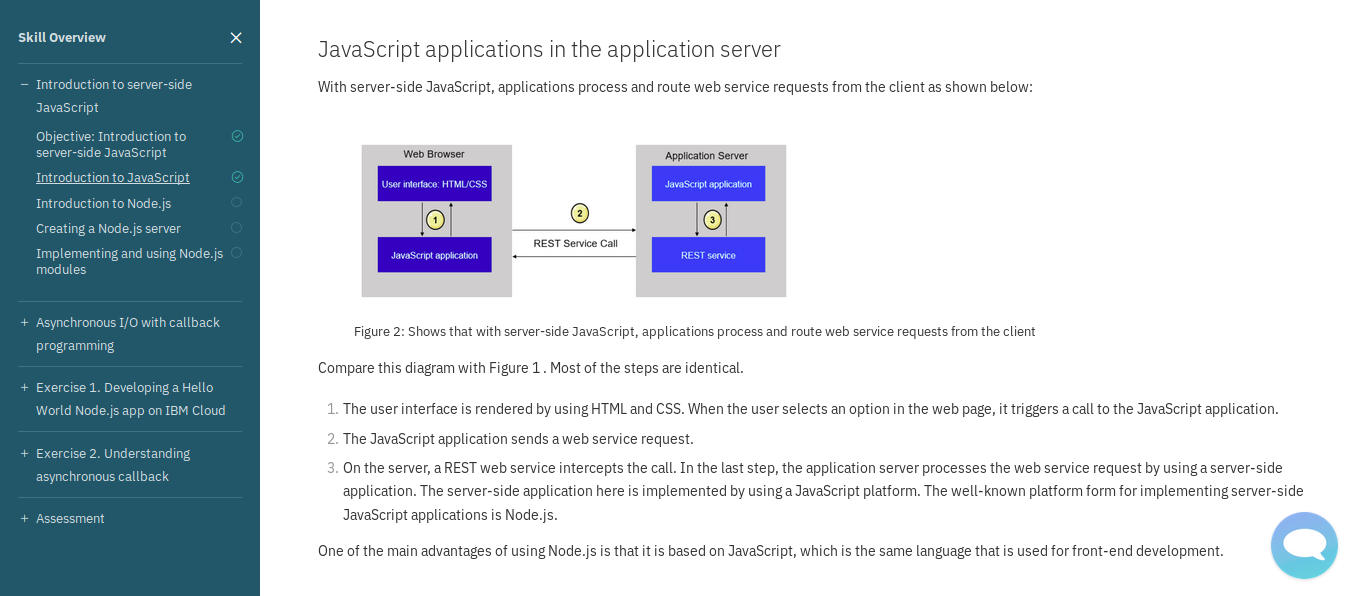 Skill Overview
Introduction to server-side
JavaScript
Objective: Introduction to
server-side JavaScript
Introduction to JavaScript
Introduction to Node.js
Creating a Node.js server
Implementing and using Node.js
modules
Asynchronous I/O with callback
programming
Exercise 1. Developing a Hello
World Node.js app on IBM Cloud
Exercise 2. Understanding
asynchronous callback
Assessment
JavaScript applications in the application server
With server-side JavaScript, applications process and route web service requests from the client as shown below:
Web Browser
User interface: HTML/CSS
1
JavaScript application
2
REST Service Call
Application Server
JavaScript application
3
REST service
Figure 2: Shows that with server-side JavaScript, applications process and route web service requests from the client
Compare this diagram with Figure 1 . Most of the steps are identical.
1. The user interface is rendered by using HTML and CSS. When the user selects an option in the web page, it triggers a call to the JavaScript application.
2. The JavaScript application sends a web service request.
3. On the server, a REST web service intercepts the call. In the last step, the application server processes the web service request by using a server-side
application. The server-side application here is implemented by using a JavaScript platform. The well-known platform form for implementing server-side
JavaScript applications is Node.js.
One of the main advantages of using Node.js is that it is based on JavaScript, which is the same language that is used for front-end development.